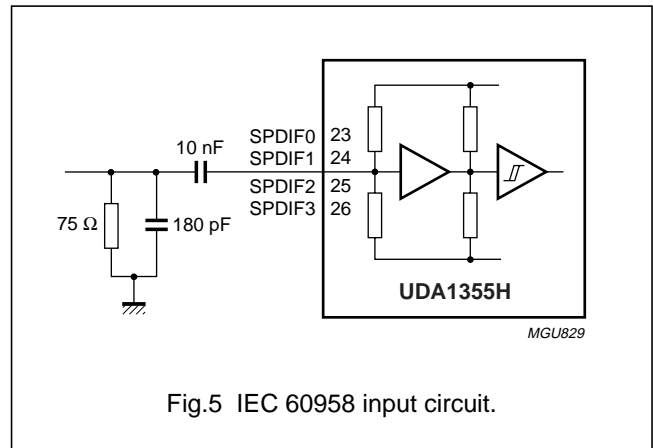 10 nF
SPDIF0 23
SPDIF1 24
SPDIF2 25
SPDIF3 26
75 Ω
180 pF
UDA1355H
MGU829
Fig.5 IEC 60958 input circuit.